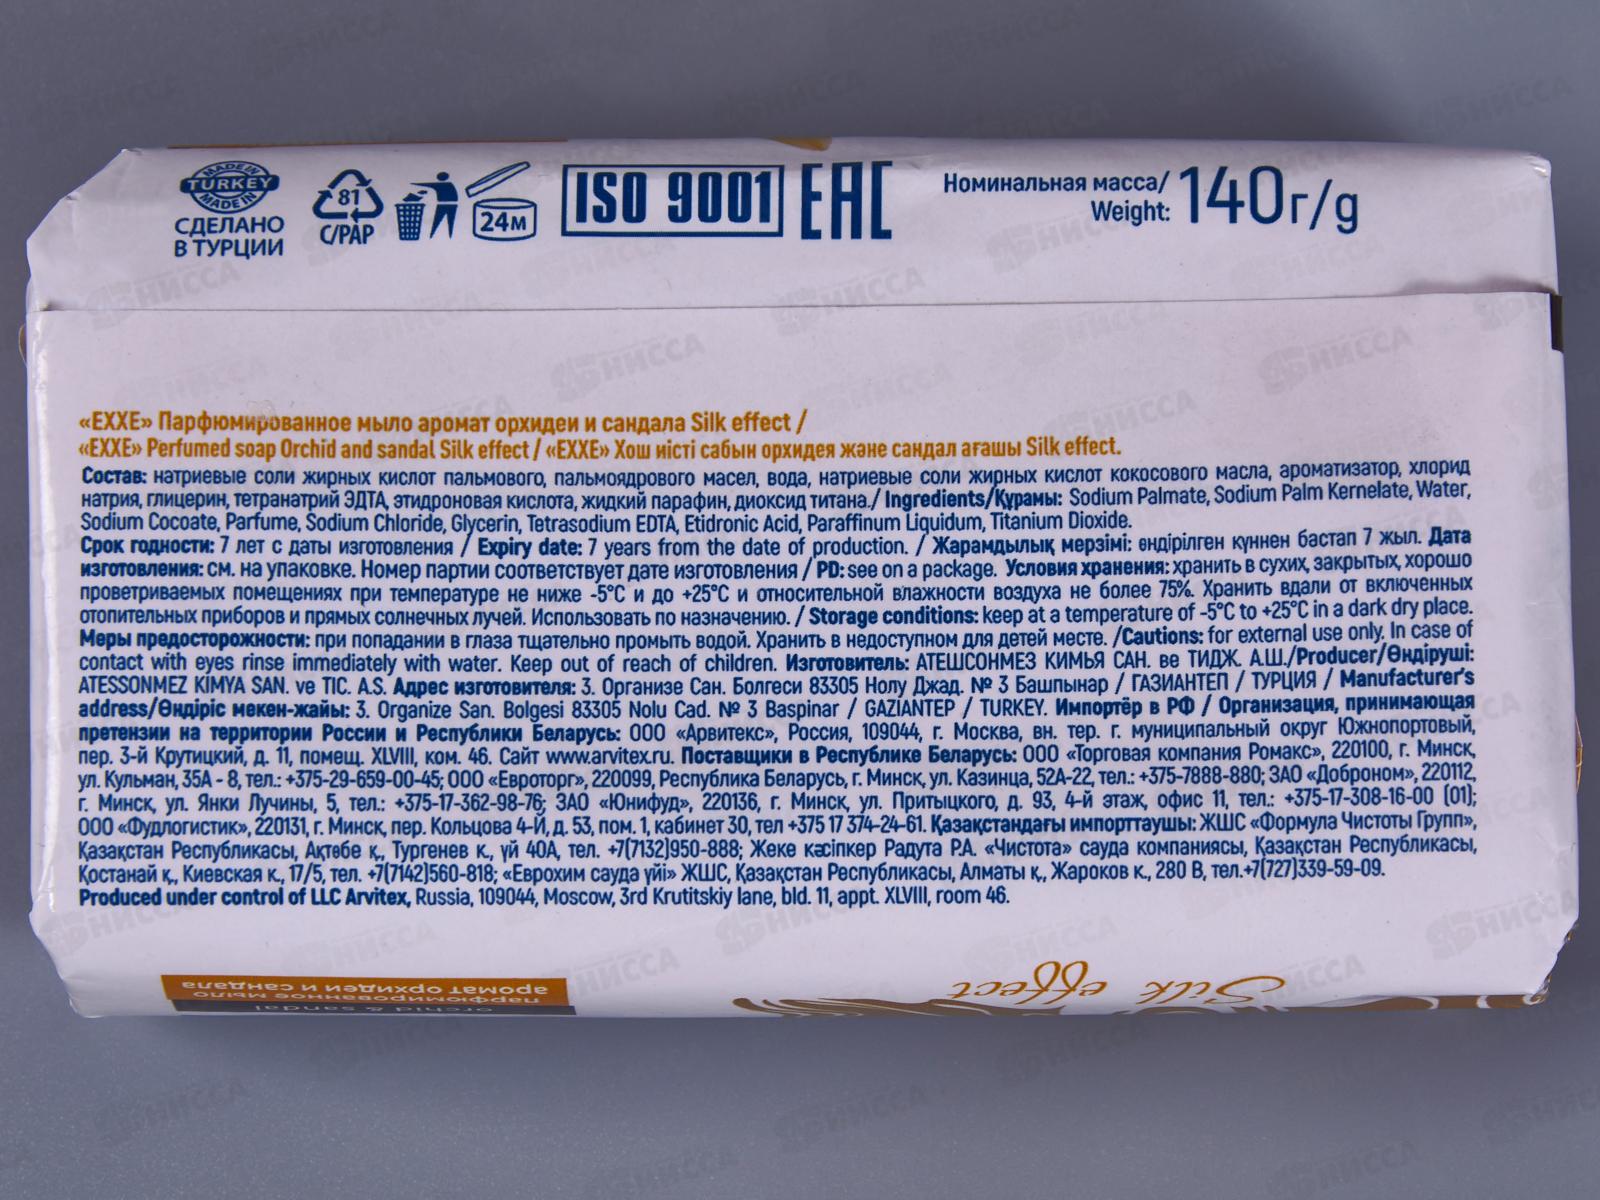 MADE IN
TURKEY
MADE IN
СДЕЛАНО
В ТУРЦИИ
81
C/PAP
24м
ISO 9001
EAC
Номинальная масса/
Weight: 140г/g
«EXXE» Парфюмированное мыло аромат орхидеи и сандала Silk effect /
«EXXE» Perfumed soap Orchid and sandal Silk effect / «EXXE» Хош иісті сабын орхидея және сандал ағашы Silk effect.
Состав: натриевые соли жирных кислот пальмового, пальмоядрового масел, вода, натриевые соли жирных кислот кокосового масла, ароматизатор, хлорид
натрия, глицерин, тетранатрий ЭДТА, этидроновая кислота, жидкий парафин, диоксид титана./ Ingredients/Құрамы: Sodium Palmate, Sodium Palm Kernelate, Water,
Sodium Cocoate, Parfume, Sodium Chloride, Glycerin, Tetrasodium EDTA, Etidronic Acid, Paraffinum Liquidum, Titanium Dioxide.
Срок годности: 7 лет с даты изготовления / Expiry date: 7 years from the date of production. / Жарамдылық мерзімі: өндірілген күннен бастап 7 жыл. Дата
изготовления: см. на упаковке. Номер партии соответствует дате изготовления / PD: see on a package. Условия хранения: хранить в сухих, закрытых, хорошо
проветриваемых помещениях при температуре не ниже -5°С и до +25°С и относительной влажности воздуха не более 75%. Хранить вдали от включенных
отопительных приборов и прямых солнечных лучей. Использовать по назначению. / Storage conditions: keep at a temperature of -5°C to +25°C in a dark dry place.
Меры предосторожности: при попадании в глаза тщательно промыть водой. Хранить в недоступном для детей месте. /Cautions: for external use only. In case of
contact with eyes rinse immediately with water. Keep out of reach of children. Изготовитель: АТЕШСОНМЕЗ КИМЬЯ САН. ве ТИДЖ. А.Ш./Producer/Өндіруші:
ATESSONMEZ KİMYA SAN. ve TIC. A.S. Адрес изготовителя: 3. Организе Сан. Болгеси 83305 Нолу Джад. № 3 Башпынар / ГАЗИАНТЕП / ТУРЦИЯ / Manufacturer's
address/Өндіріс мекен-жайы: 3. Organize San. Bolgesi 83305 Nolu Cad. № 3 Baspinar / GAZIANTEP / TURKEY. Импортёр в РФ / Организация, принимающая
претензии на территории России и Республики Беларусь: ООО «Арвитекс», Россия, 109044, г. Москва, вн. тер. г. муниципальный округ Южнопортовый,
пер. 3-й Крутицкий, д. 11, помещ. XLVIII, ком. 46. Сайт www.arvitex.ru. Поставщики в Республике Беларусь: ООО «Торговая компания Ромакс», 220100, г. Минск,
ул. Кульман, 35А - 8, тел.: +375-29-659-00-45; ООО «Евроторг», 220099, Республика Беларусь, г. Минск, ул. Казинца, 52А-22, тел.: +375-7888-880; ЗАО «Доброном», 220112,
г. Минск, ул. Янки Лучины, 5, тел.: +375-17-362-98-76; ЗАО «Юнифуд», 220136, г. Минск, ул. Притыцкого, д. 93, 4-й этаж, офис 11, тел.: +375-17-308-16-00 (01);
ООО «Фудлогистик», 220131, г. Минск, пер. Кольцова 4-Й, д. 53, пом. 1, кабинет 30, тел +375 17 374-24-61. Қазақстандағы импорттаушы: ЖШС «Формула Чистоты Групп»,
Қазақстан Республикасы, Ақтөбе қ., Тургенев к., үй 40А, тел. +7(7132)950-888; Жеке кәсіпкер Радута Р.А. «Чистота» сауда компаниясы, Қазақстан Республикасы,
Қостанай қ., Киевская к., 17/5, тел. +7(7142)560-818; «Еврохим сауда үйі» ЖШС, Қазақстан Республикасы, Алматы қ., Жароков к., 280 В, тел.+7(727)339-59-09.
Produced under control of LLC Arvitex, Russia, 109044, Moscow, 3rd Krutitskiy lane, bld. 11, appt. XLVIII, room 46.
Silk effect
аромат орхидеи и сандала
парфюмированное мыло
orchid & sandal
НИССА